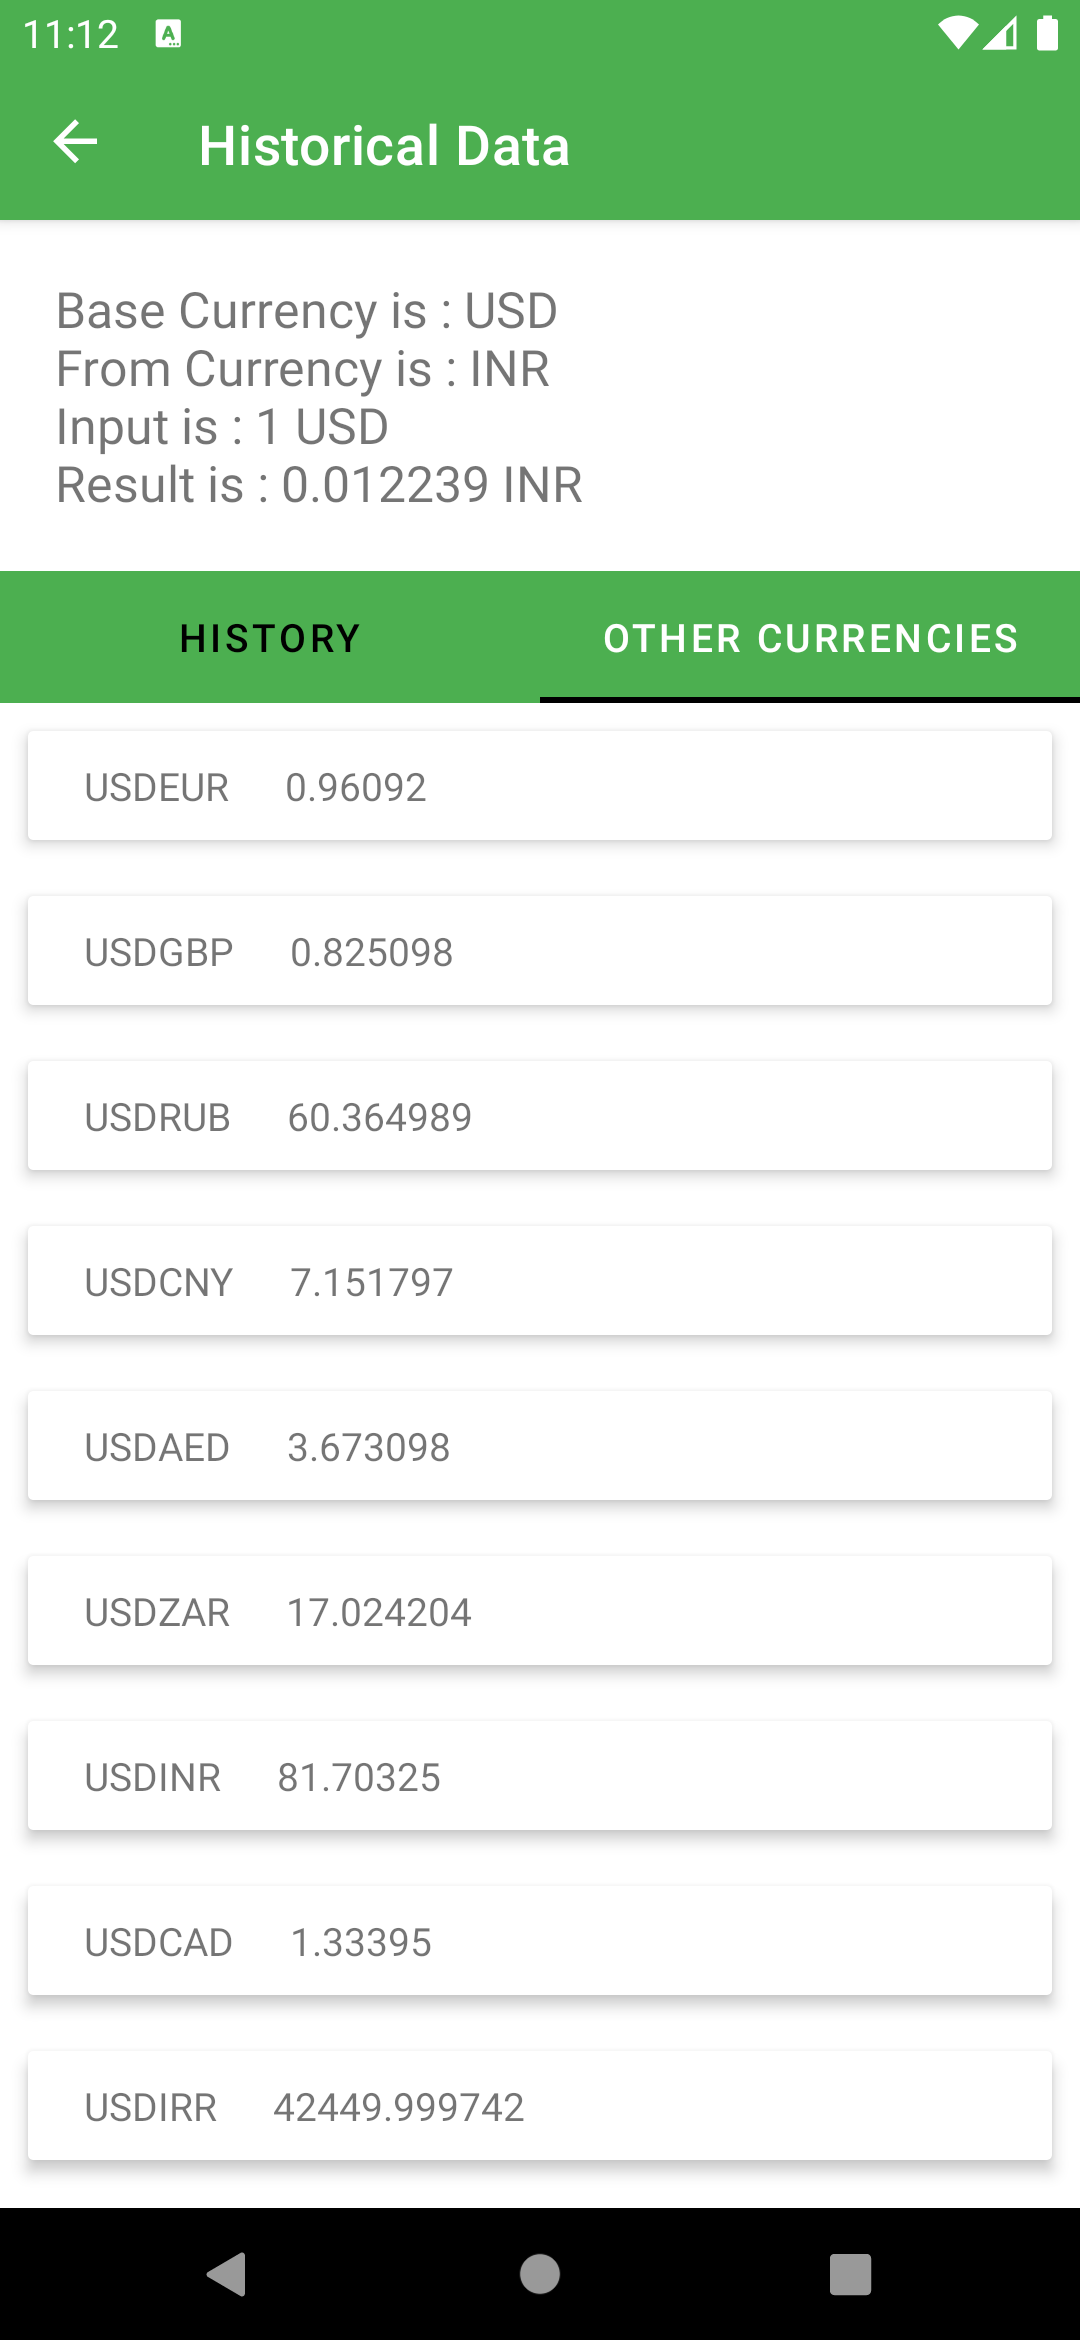 11:12
Historical Data
Base Currency is : USD
From Currency is : INR
Input is : 1 USD
Result is : 0.012239 INR
HISTORY OTHER CURRENCIES
USDEUR 0.96092
USDGBP 0.825098
USDRUB 60.364989
USDCNY 7.151797
USDAED 3.673098
USDZAR 17.024204
USDINR 81.70325
USDCAD 1.33395
USDIRR 42449.999742